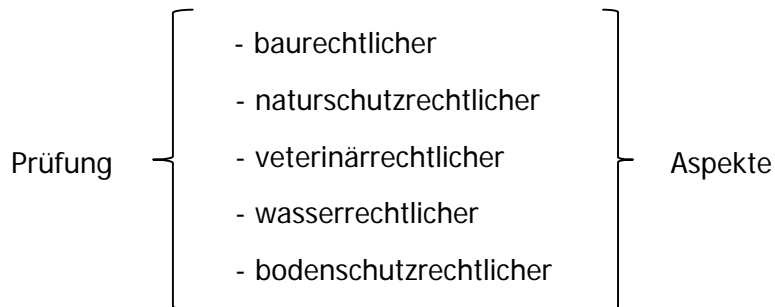 - baurechtlicher
- naturschutzrechtlicher
Prüfung - veterinärrechtlicher Aspekte
- wasserrechtlicher
- bodenschutzrechtlicher